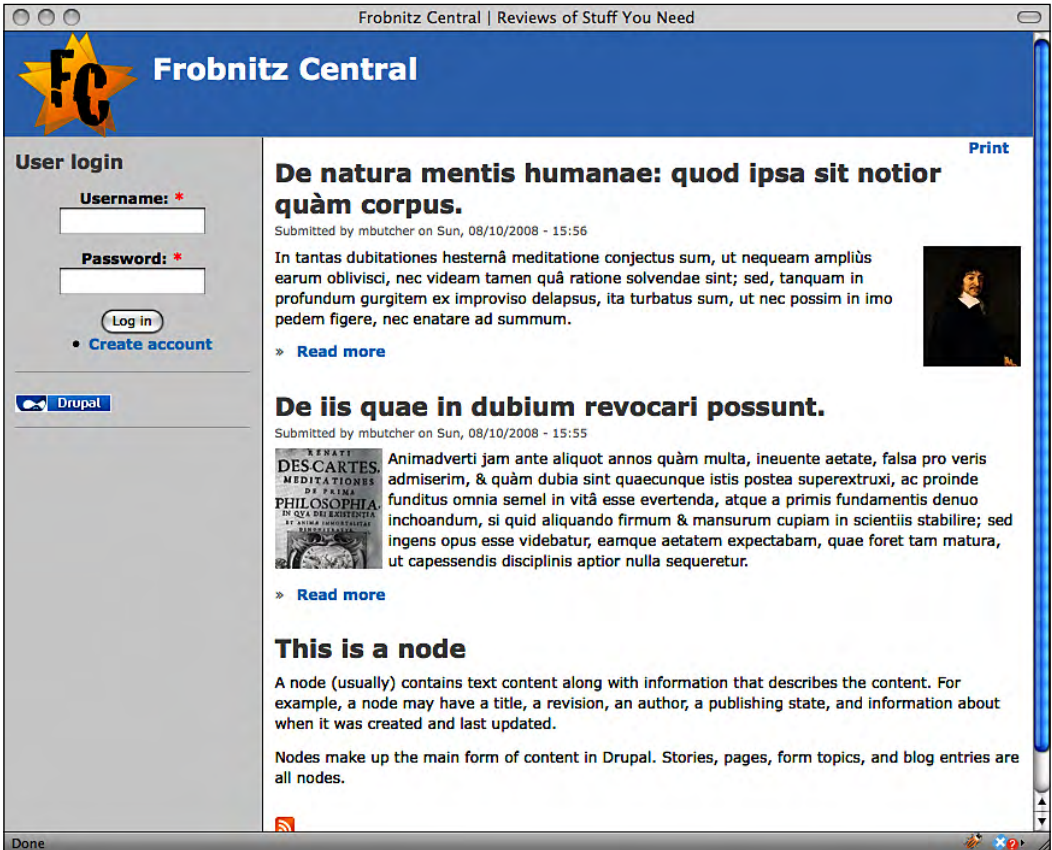 Frobnitz Central | Reviews of Stuff You Need
FC
Frobnitz Central
Print
User login
Username: *
Password: *
Log in
• Create account
Drupal
De natura mentis humanae: quod ipsa sit notior
quàm corpus.
Submitted by mbutcher on Sun, 08/10/2008 - 15:56
In tantas dubitationes hesternâ meditatione conjectus sum, ut nequeam ampliùs
earum oblivisci, nec videam tamen quâ ratione solvendae sint; sed, tanquam in
profundum gurgitem ex improviso delapsus, ita turbatus sum, ut nec possim in imo
pedem figere, nec enatare ad summum.
» Read more
De iis quae in dubium revocari possunt.
Submitted by mbutcher on Sun, 08/10/2008 - 15:55
RENATI
DES-CARTES,
MEDITATIONES
DE PRIMA
PHILOSOPHIA,
IN QVA DEI EXISTENTIA
ET ANIMÆ IMMORTALITAS
DEMONSTRATVR
Animadverti jam ante aliquot annos quàm multa, ineuente aetate, falsa pro veris
admiserim, & quàm dubia sint quaecunque istis postea superextruxi, ac proinde
funditus omnia semel in vitâ esse evertenda, atque a primis fundamentis denuo
inchoandum, si quid aliquando firmum & mansurum cupiam in scientiis stabilire; sed
ingens opus esse videbatur, eamque aetatem expectabam, quae foret tam matura,
ut capessendis disciplinis aptior nulla sequeretur.
» Read more
This is a node
A node (usually) contains text content along with information that describes the content. For
example, a node may have a title, a revision, an author, a publishing state, and information about
when it was created and last updated.
Nodes make up the main form of content in Drupal. Stories, pages, form topics, and blog entries are
all nodes.
Done